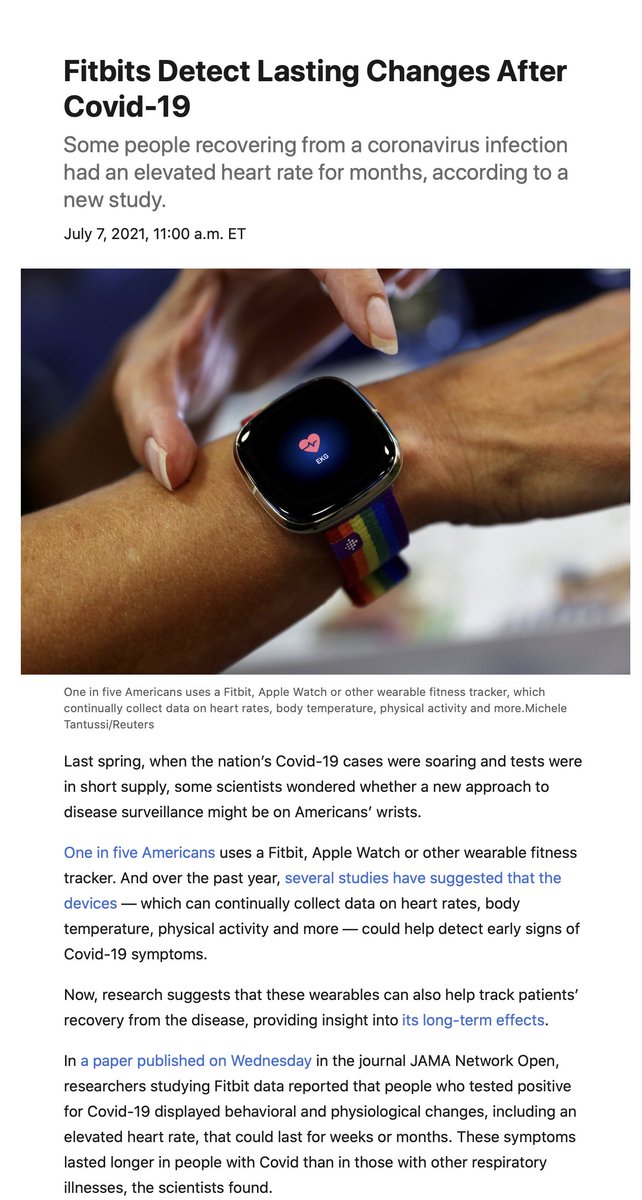 Fitbits Detect Lasting Changes After
Covid-19
Some people recovering from a coronavirus infection
had an elevated heart rate for months, according to a
new study.
July 7, 2021, 11:00 a.m. ET
EKG
One in five Americans uses a Fitbit, Apple Watch or other wearable fitness tracker, which
continually collect data on heart rates, body temperature, physical activity and more.Michele
Tantussi/Reuters
Last spring, when the nation’s Covid-19 cases were soaring and tests were
in short supply, some scientists wondered whether a new approach to
disease surveillance might be on Americans’ wrists.
One in five Americans uses a Fitbit, Apple Watch or other wearable fitness
tracker. And over the past year, several studies have suggested that the
devices — which can continually collect data on heart rates, body
temperature, physical activity and more — could help detect early signs of
Covid-19 symptoms.
Now, research suggests that these wearables can also help track patients’
recovery from the disease, providing insight into its long-term effects.
In a paper published on Wednesday in the journal JAMA Network Open,
researchers studying Fitbit data reported that people who tested positive
for Covid-19 displayed behavioral and physiological changes, including an
elevated heart rate, that could last for weeks or months. These symptoms
lasted longer in people with Covid than in those with other respiratory
illnesses, the scientists found.